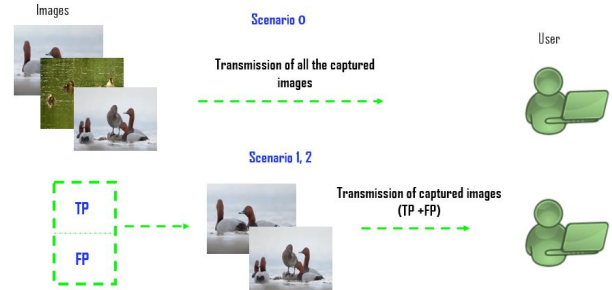 Images
Scenario 0
User
Transmission of all the captured
images
Scenario 1, 2
TP
FP
Transmission of captured images
(TP +FP)